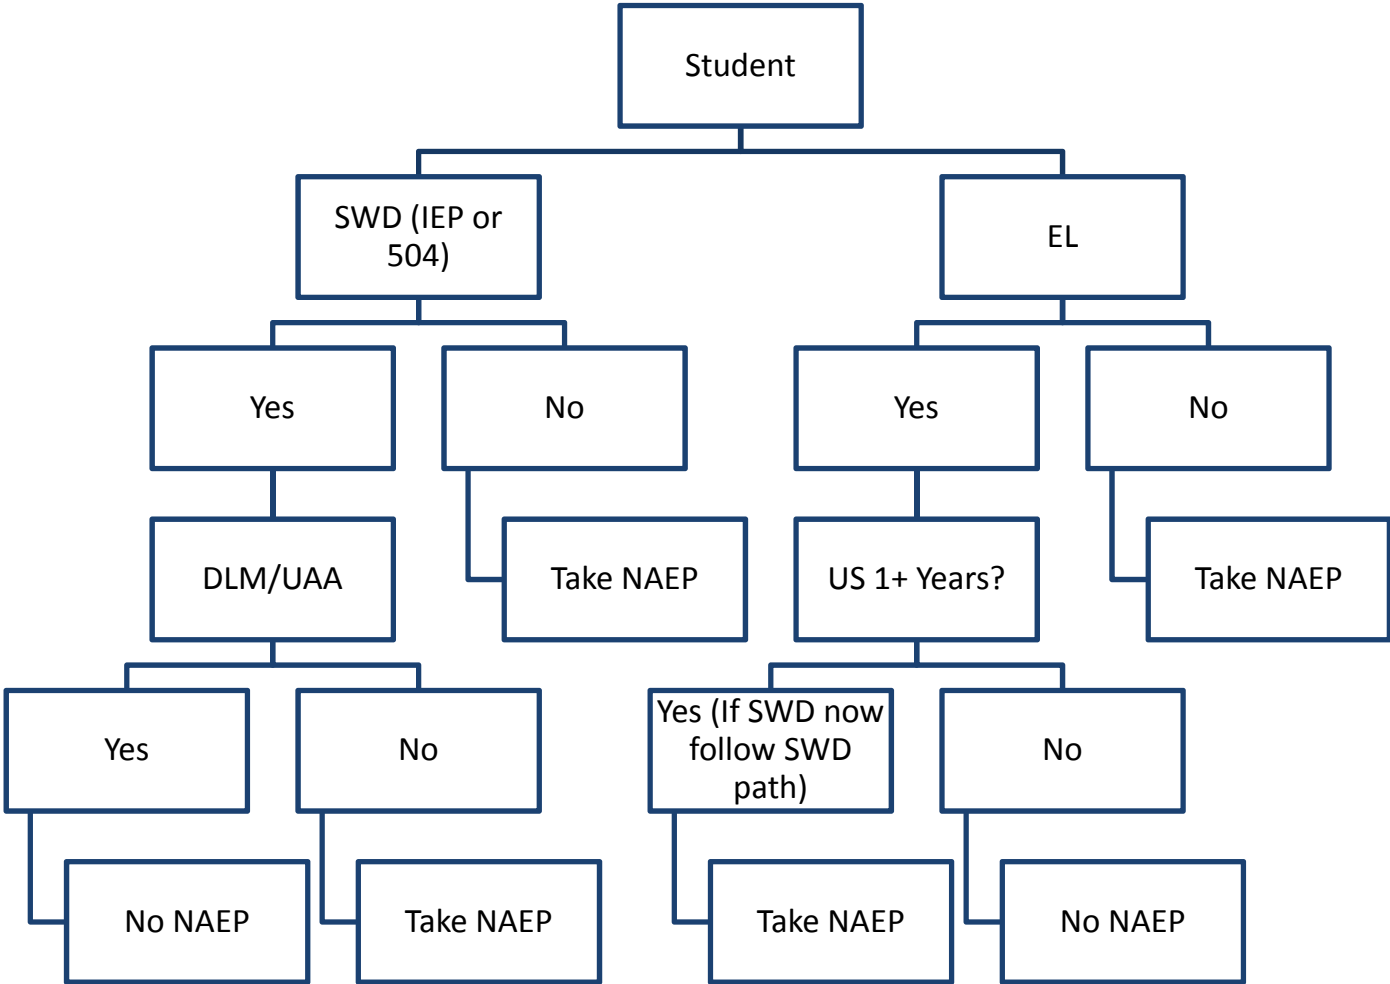 Student
SWD (IEP or
504)
EL
Yes
No
Yes
No
DLM/UAA
Take NAEP
US 1+ Years?
Take NAEP
Yes
No
Yes (If SWD now
follow SWD
path)
No
No NAEP
Take NAEP
Take NAEP
No NAEP